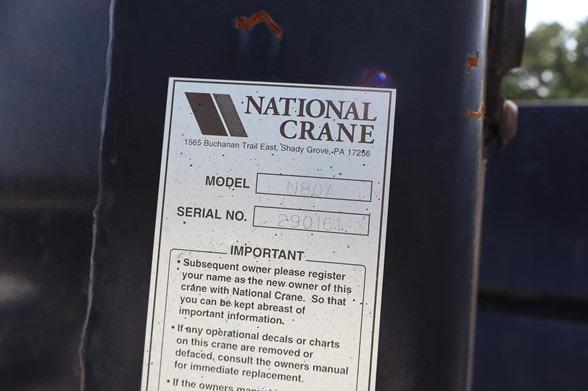 NATIONAL
CRANE
1565 Buchanan Trail East, Shady Grove, PA 17256
MODEL N80A
SERIAL NO. 290161
IMPORTANT
• Subsequent owner please register
your name as the new owner of this
crane with National Crane. So that
you can be kept abreast of
important information.
• If any operational decals or charts
on this crane are removed or
defaced, consult the owners manual
for immediate replacement.
• If the owners